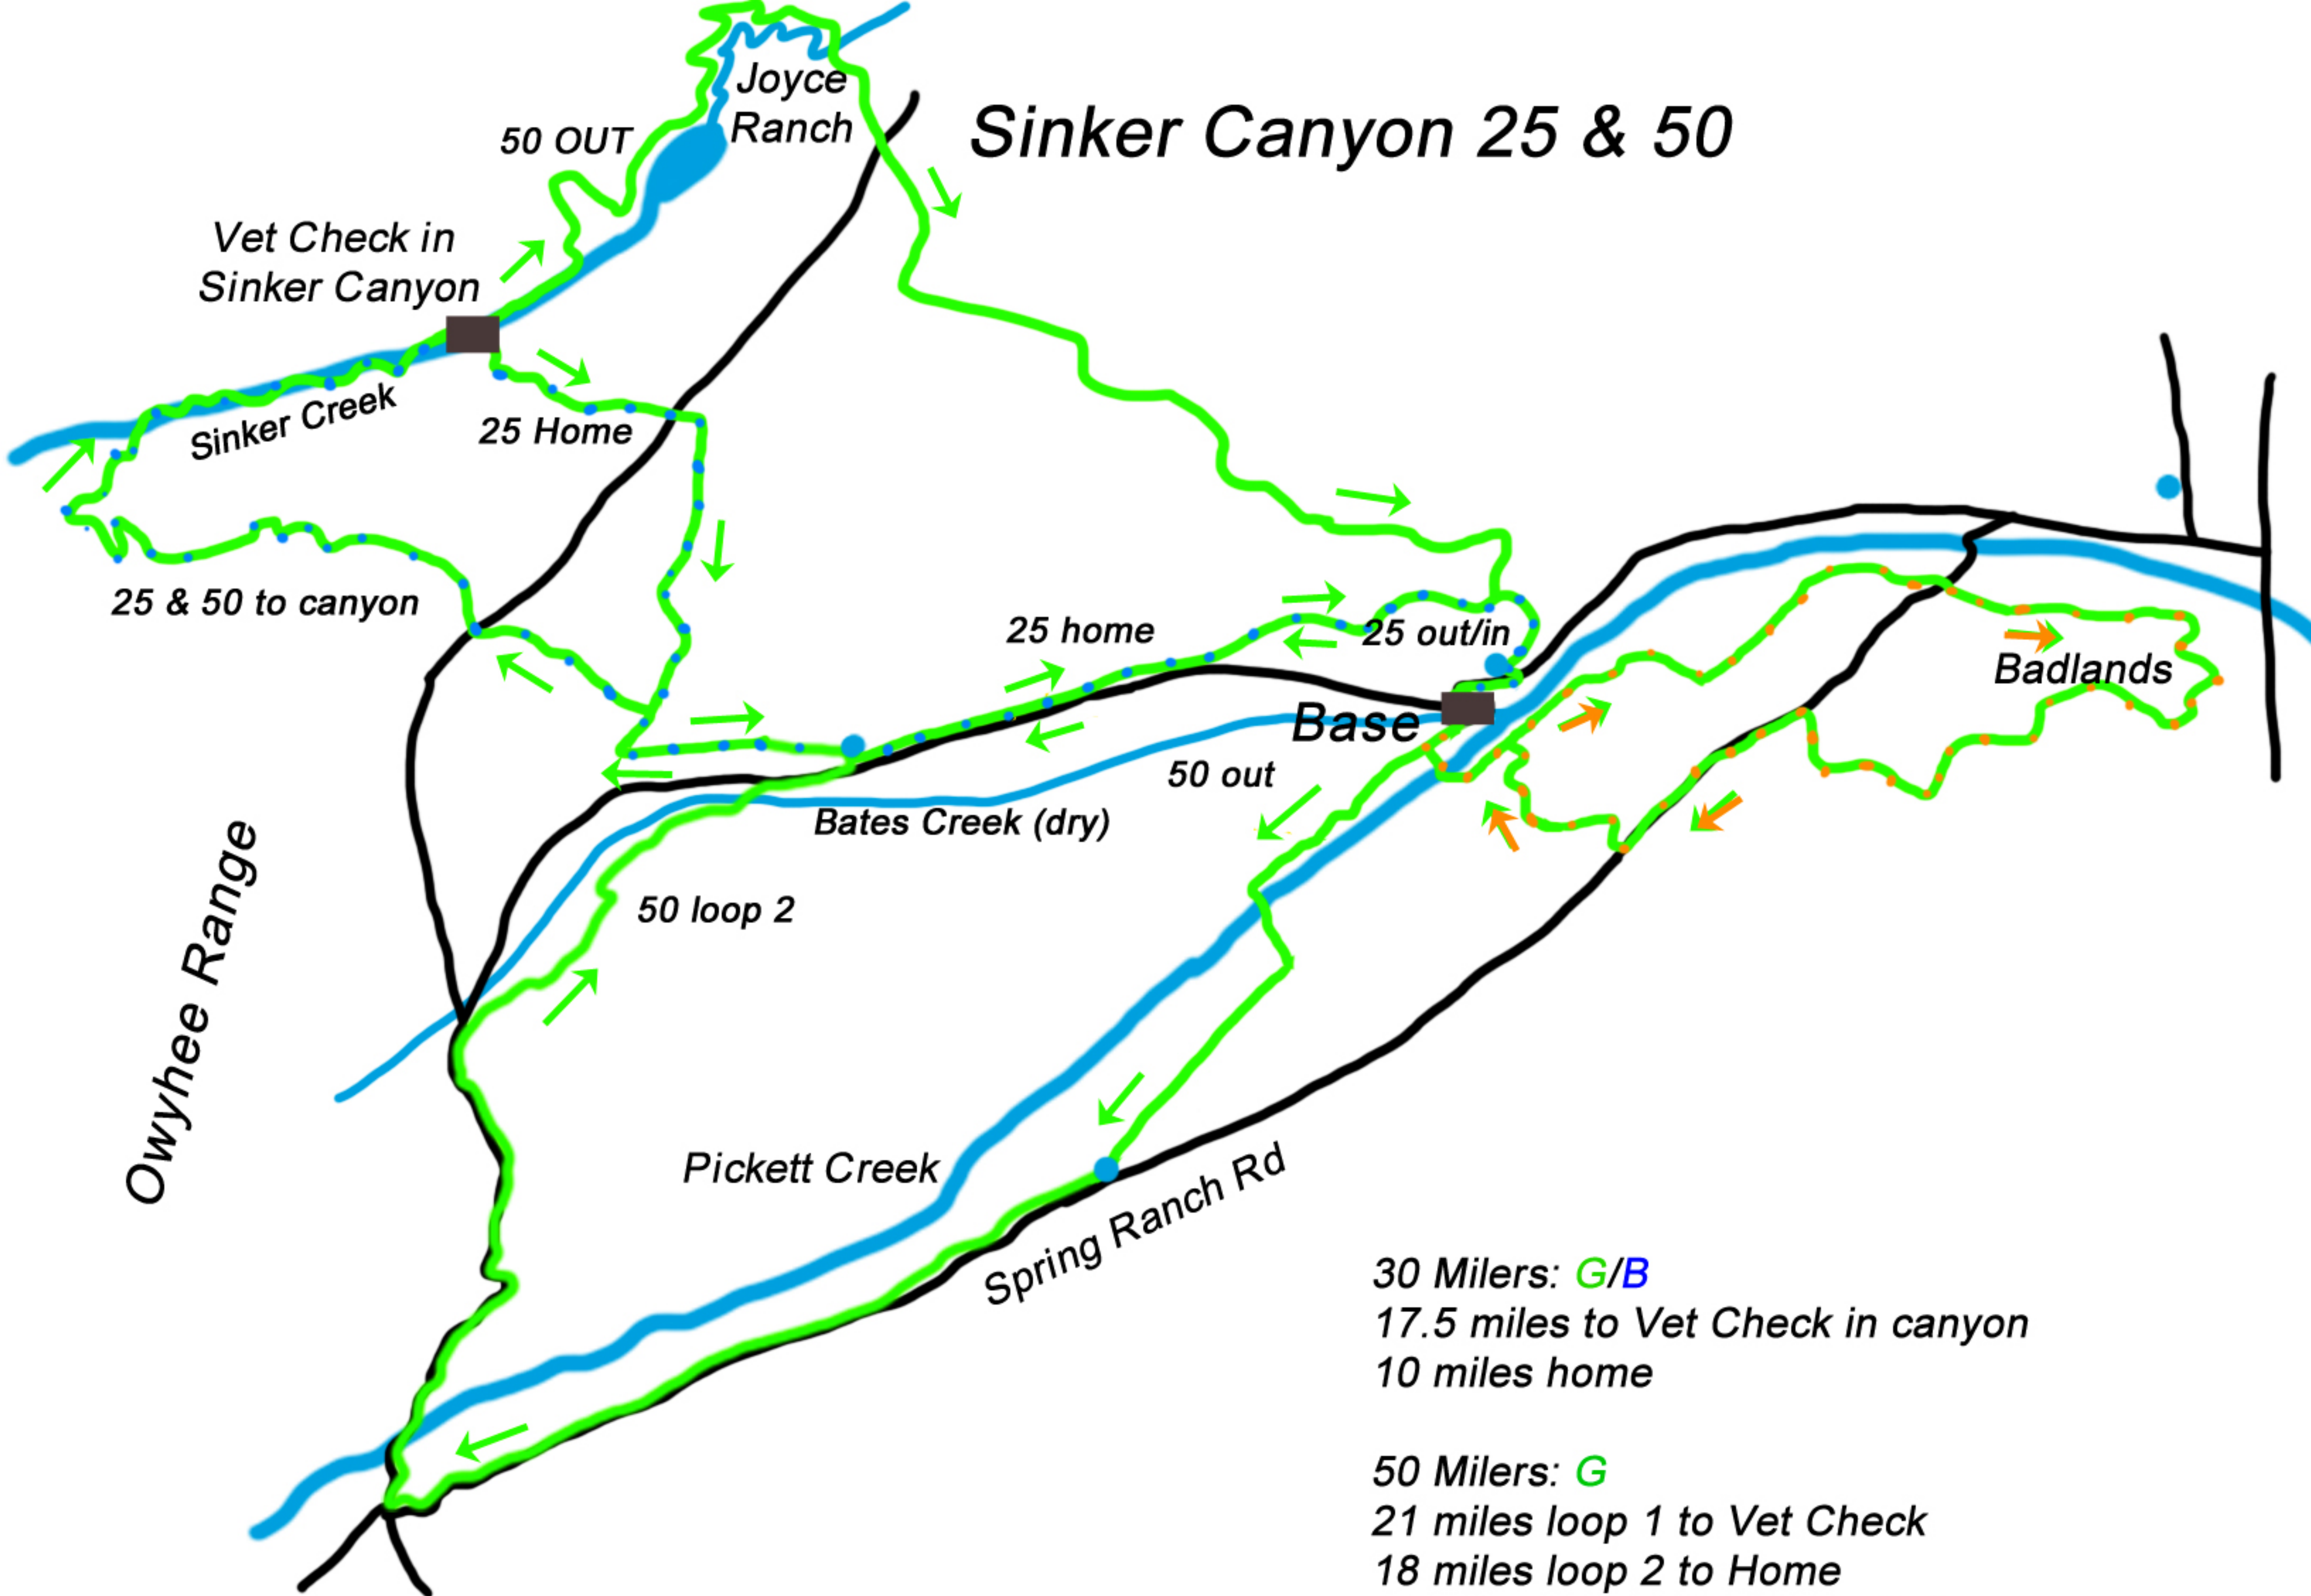 Joyce
Ranch
Sinker Canyon 25 & 50
50 OUT
Vet Check in
Sinker Canyon
Sinker Creek
25 Home
25 & 50 to canyon
25 home
25 out/in
Badlands
Base
50 out
Bates Creek (dry)
50 loop 2
Owyhee Range
Pickett Creek
Spring Ranch Rd
30 Milers: G/B
17.5 miles to Vet Check in canyon
10 miles home
50 Milers: G
21 miles loop 1 to Vet Check
18 miles loop 2 to Home